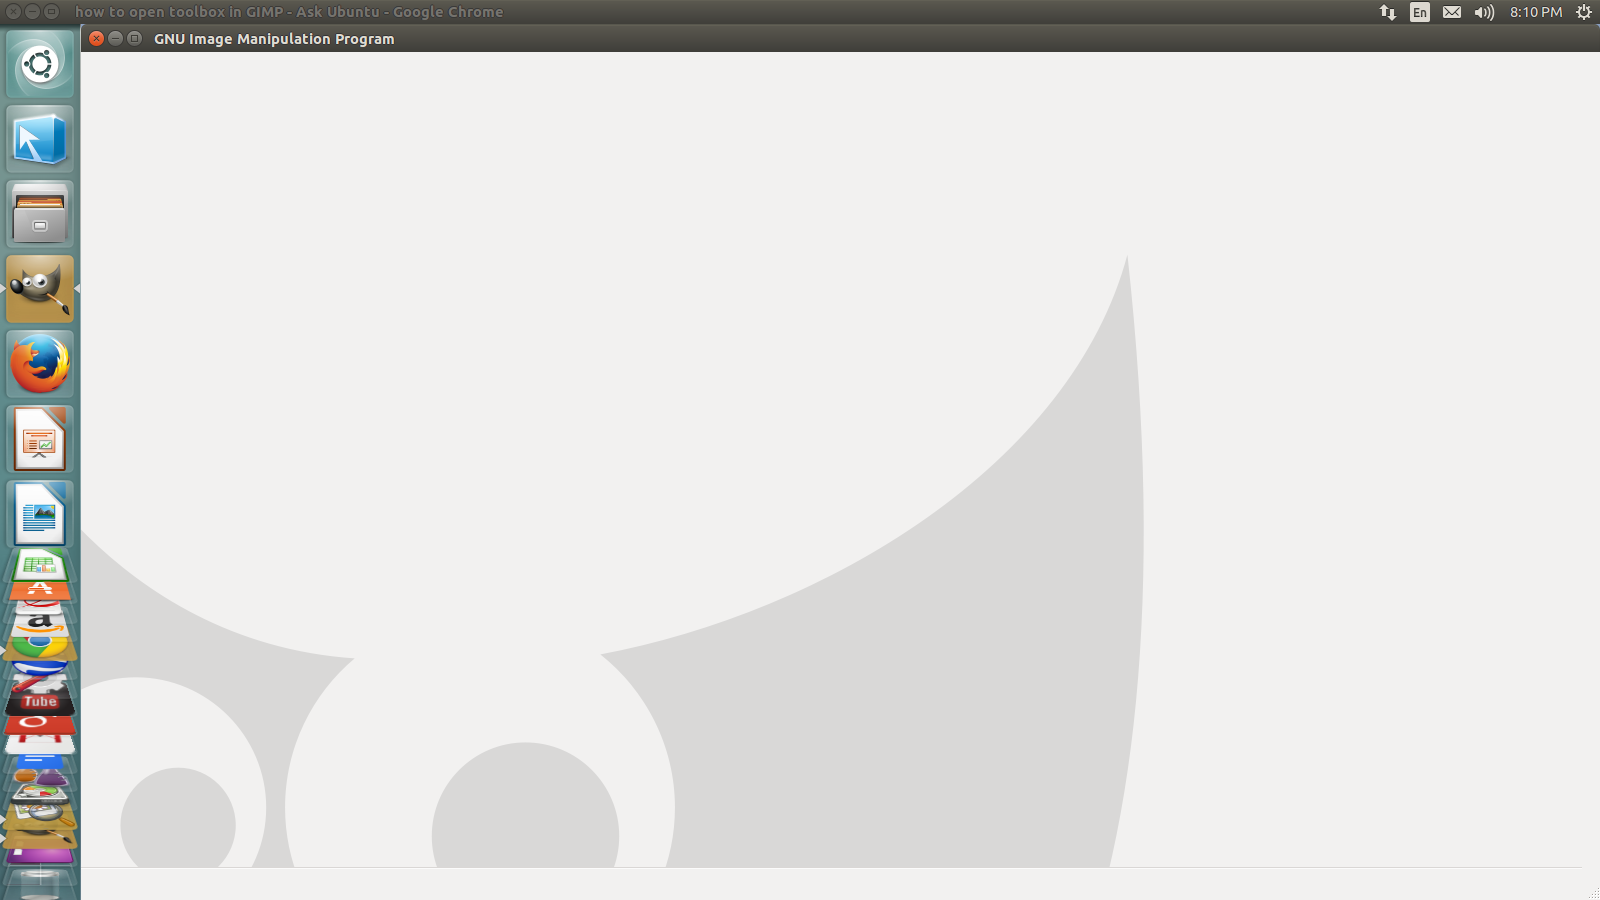 how to open toolbox in GIMP - Ask Ubuntu - Google Chrome
En
8:10 PM
GNU Image Manipulation Program
A
a
Tube